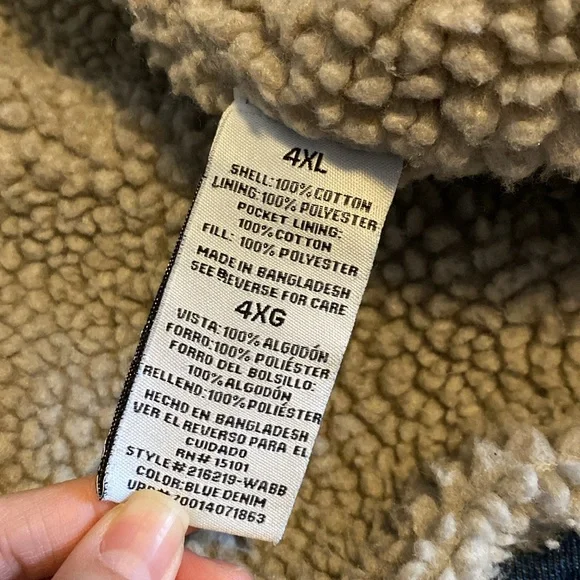 4XL
SHELL: 100% COTTON
LINING: 100% POLYESTER
POCKET LINING:
100% COTTON
FILL: 100% POLYESTER
MADE IN BANGLADESH
SEE REVERSE FOR CARE
4XG
VISTA: 100% ALGODÓN
FORRO: 100% POLIÉSTER
FORRO DEL BOLSILLO:
100% ALGODÓN
RELLENO: 100% POLIÉSTER
HECHO EN BANGLADESH
VER EL REVERSO PARA EL
CUIDADO
RN# 15101
STYLE# 216219-WABB
COLOR: BLUE DENIM
70014071863